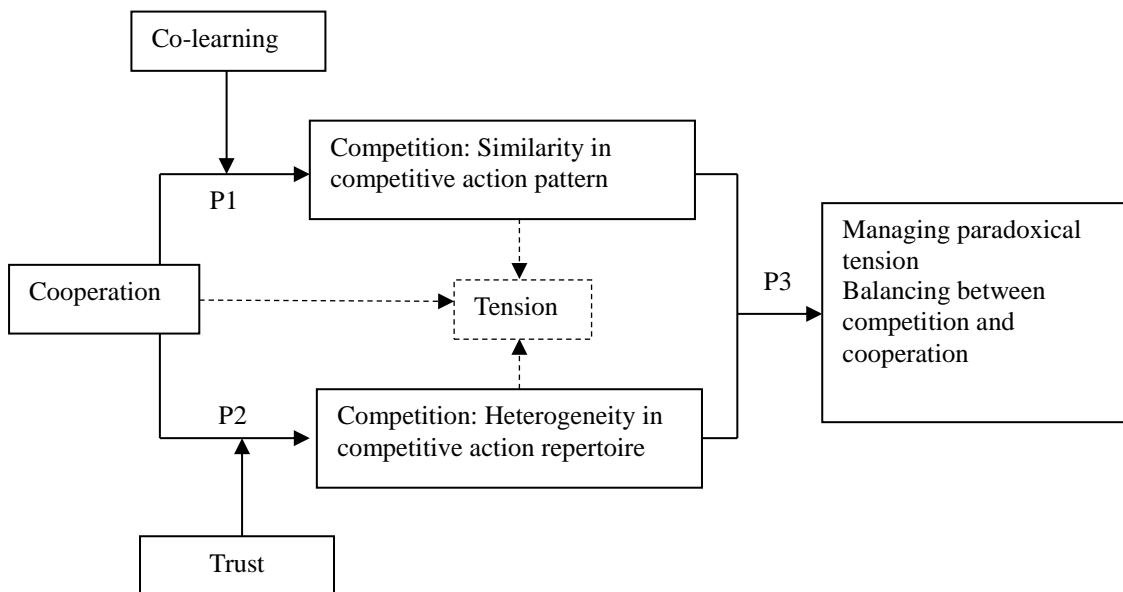 Co-learning
Competition: Similarity in
competitive action pattern
P1
Managing paradoxical
tension
Balancing between
competition and
cooperation
P3
Cooperation
Tension
P2
Competition: Heterogeneity in
competitive action repertoire
Trust